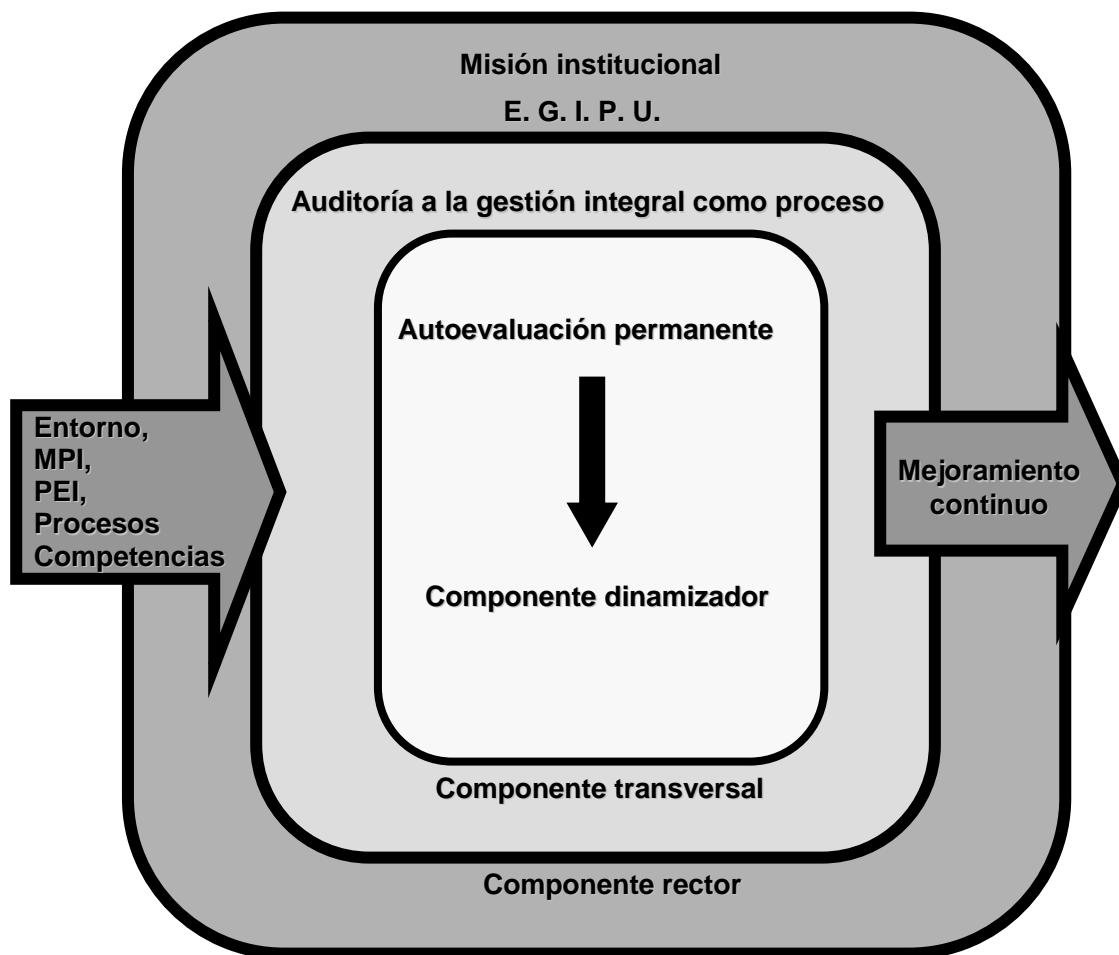 Misión institucional
E. G. I. P. U.
Auditoría a la gestión integral como proceso
Autoevaluación permanente
Entorno,
MPI,
PEI,
Procesos
Competencias
Mejoramiento
continuo
Componente dinamizador
Componente transversal
Componente rector